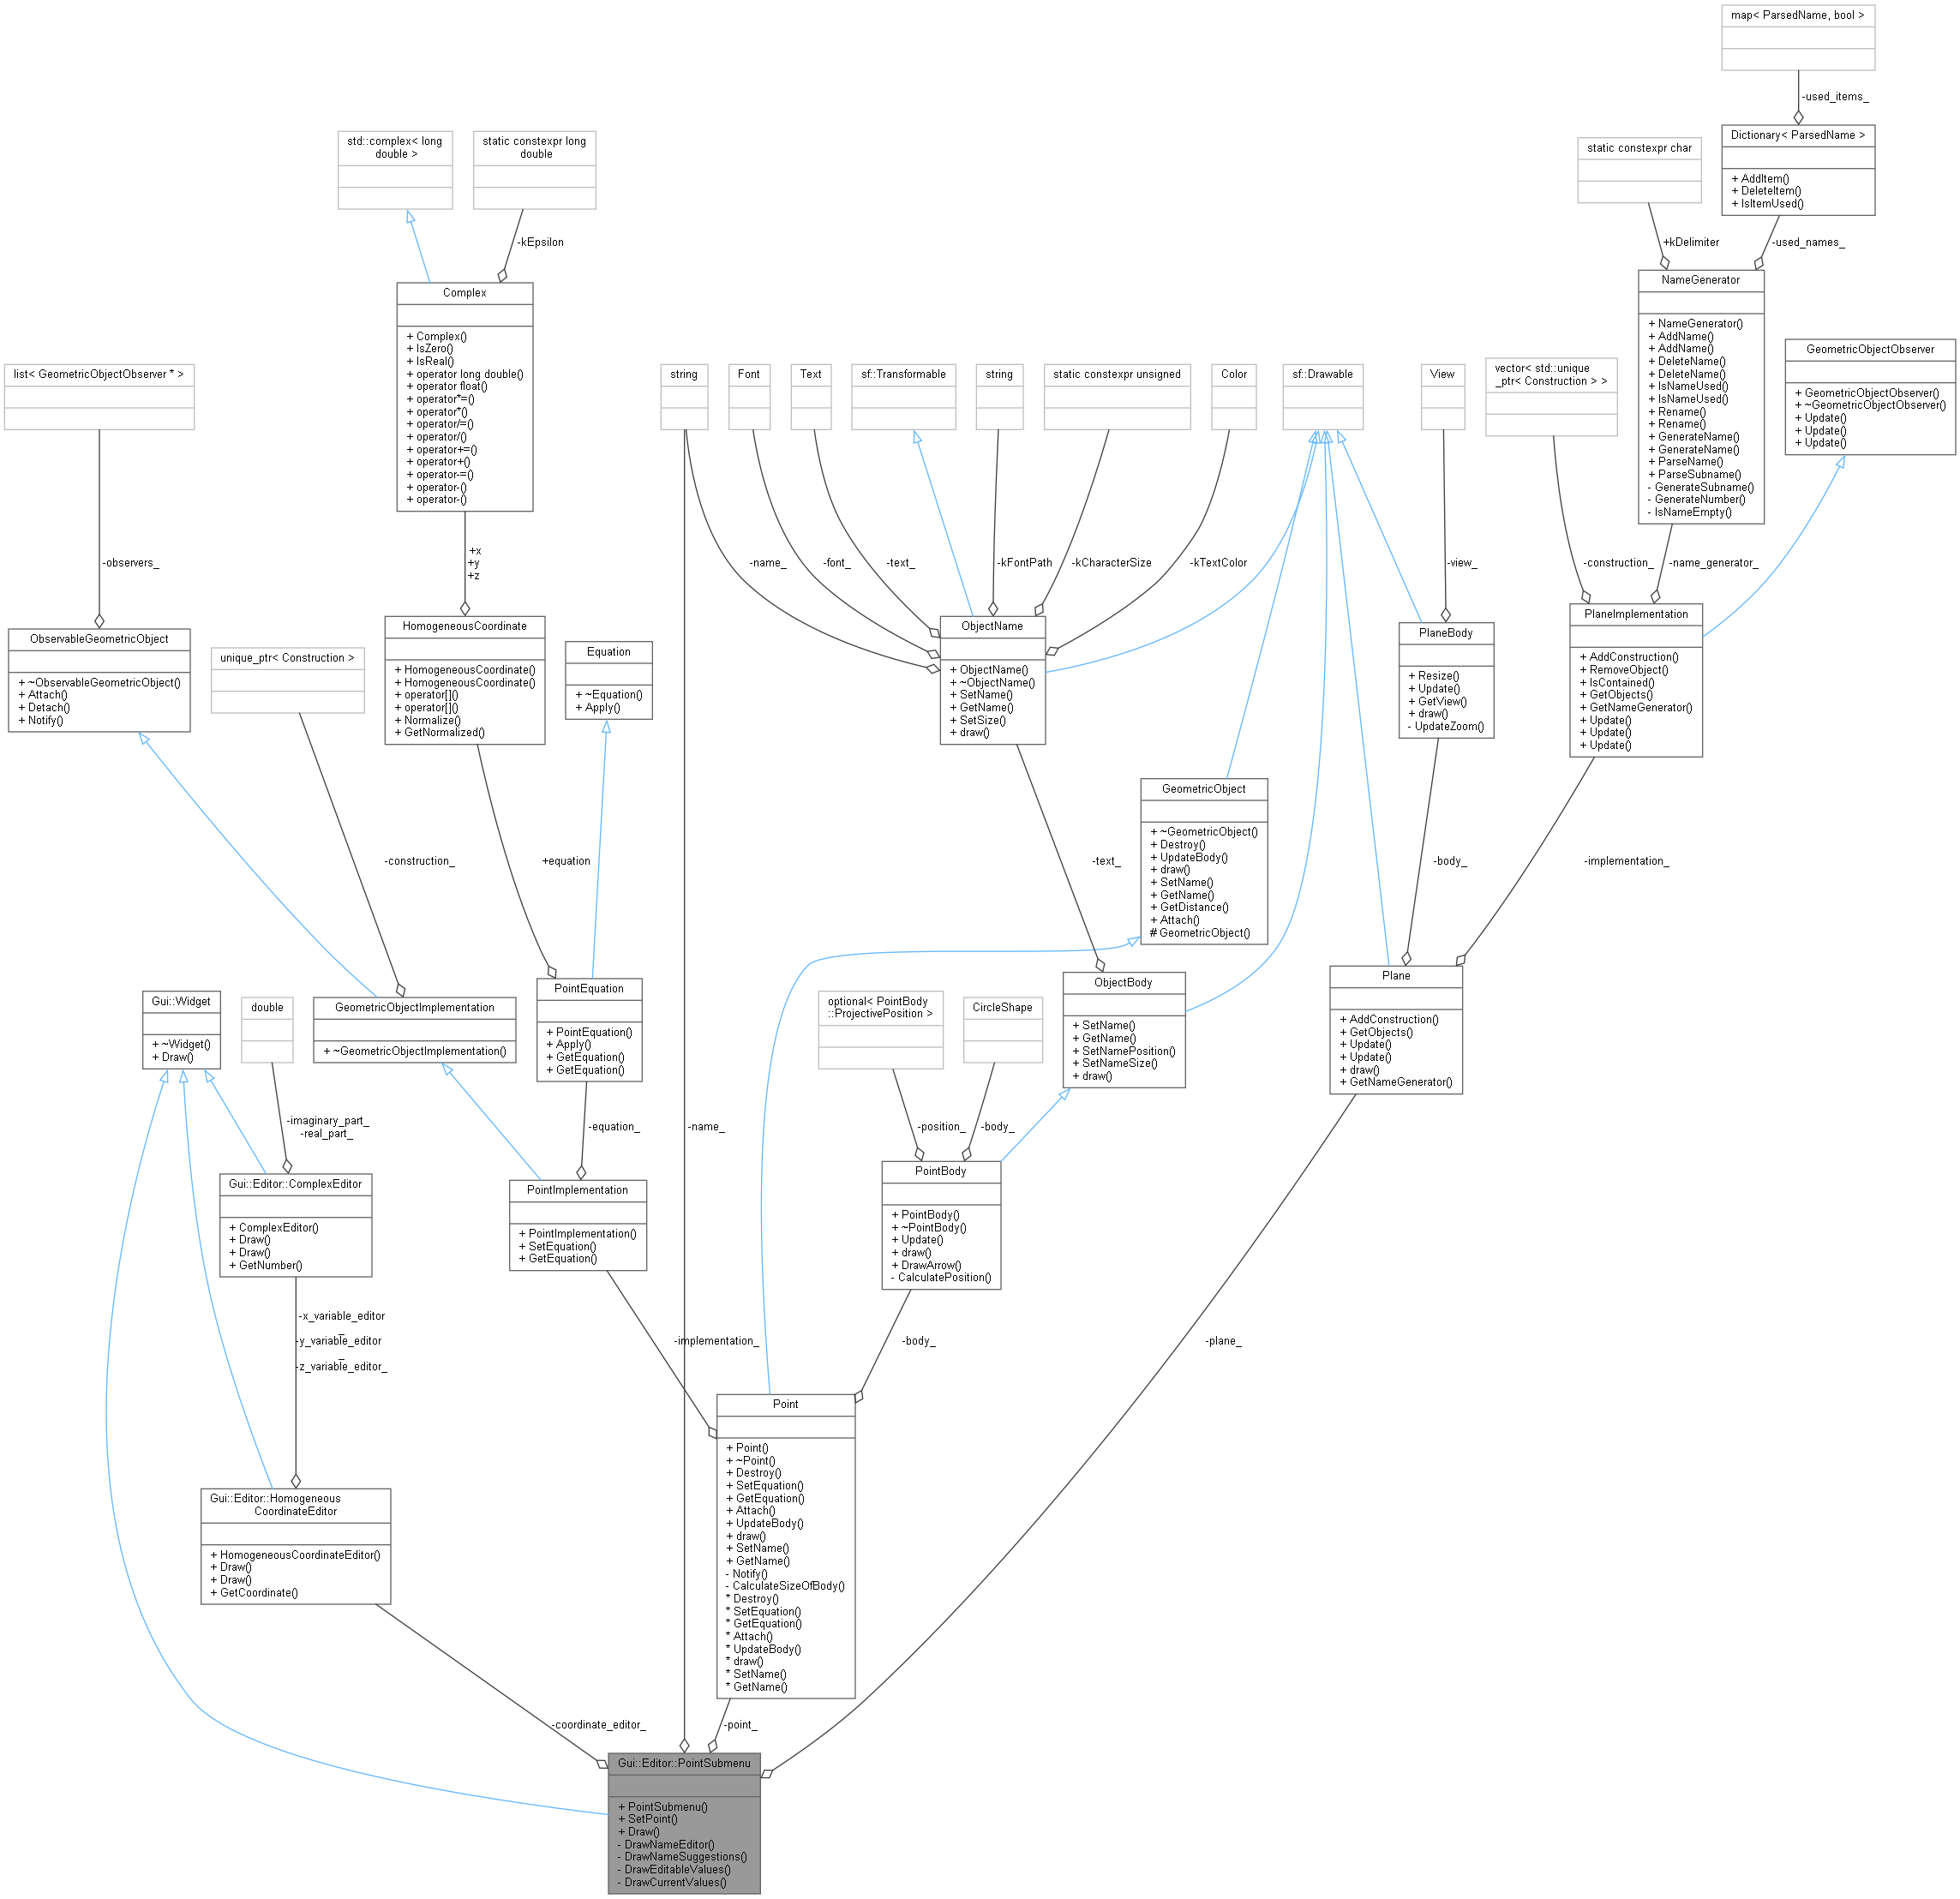 map< ParsedName, bool >
-used_items_
Dictionary< ParsedName >
+ AddItem()
+ DeleteItem()
+ IsItemUsed()
static constexpr char
+kDelimiter
-used_names_
std::complex< long
double >
static constexpr long
double
-kEpsilon
Complex
+ Complex()
+ IsZero()
+ IsReal()
+ operator long double()
+ operator float()
+ operator*=()
+ operator*()
+ operator/=()
+ operator/()
+ operator+=()
+ operator+()
+ operator-=()
+ operator-()
+ operator-()
NameGenerator
+ NameGenerator()
+ AddName()
+ AddName()
+ DeleteName()
+ DeleteName()
+ IsNameUsed()
+ IsNameUsed()
+ Rename()
+ Rename()
+ GenerateName()
+ GenerateName()
+ ParseName()
+ ParseSubname()
- GenerateSubname()
- GenerateNumber()
- IsNameEmpty()
GeometricObjectObserver
+ GeometricObjectObserver()
+ ~GeometricObjectObserver()
+ Update()
+ Update()
+ Update()
list< GeometricObjectObserver * >
string
Font
Text
sf::Transformable
string
static constexpr unsigned
Color
sf::Drawable
View
vector< std::unique
_ptr< Construction > >
-observers_
+x
+y
+z
-name_
-font_
-text_
-kFontPath
-kCharacterSize
-kTextColor
-view_
-construction_
-name_generator_
ObservableGeometricObject
+ ~ObservableGeometricObject()
+ Attach()
+ Detach()
+ Notify()
unique_ptr< Construction >
HomogeneousCoordinate
+ HomogeneousCoordinate()
+ HomogeneousCoordinate()
+ operator[]()
+ operator[]()
+ Normalize()
+ GetNormalized()
Equation
+ ~Equation()
+ Apply()
ObjectName
+ ObjectName()
+ ~ObjectName()
+ SetName()
+ GetName()
+ SetSize()
+ draw()
PlaneBody
+ Resize()
+ Update()
+ GetView()
+ draw()
- UpdateZoom()
PlaneImplementation
+ AddConstruction()
+ RemoveObject()
+ IsContained()
+ GetObjects()
+ GetNameGenerator()
+ Update()
+ Update()
+ Update()
GeometricObject
+ ~GeometricObject()
+ Destroy()
+ UpdateBody()
+ draw()
+ SetName()
+ GetName()
+ GetDistance()
+ Attach()
# GeometricObject()
-construction_
+equation
-text_
-body_
-implementation_
Gui::Widget
+ ~Widget()
+ Draw()
double
GeometricObjectImplementation
+ ~GeometricObjectImplementation()
PointEquation
+ PointEquation()
+ Apply()
+ GetEquation()
+ GetEquation()
optional< PointBody
::ProjectivePosition >
CircleShape
ObjectBody
+ SetName()
+ GetName()
+ SetNamePosition()
+ SetNameSize()
+ draw()
Plane
+ AddConstruction()
+ GetObjects()
+ Update()
+ Update()
+ draw()
+ GetNameGenerator()
-imaginary_part_
-real_part_
-equation_
-name_
-position_
-body_
Gui::Editor::ComplexEditor
+ ComplexEditor()
+ Draw()
+ Draw()
+ GetNumber()
PointImplementation
+ PointImplementation()
+ SetEquation()
+ GetEquation()
PointBody
+ PointBody()
+ ~PointBody()
+ Update()
+ draw()
+ DrawArrow()
- CalculatePosition()
-x_variable_editor
_
-y_variable_editor
_
-z_variable_editor_
-implementation_
-body_
-plane_
Point
+ Point()
+ ~Point()
+ Destroy()
+ SetEquation()
+ GetEquation()
+ Attach()
+ UpdateBody()
+ draw()
+ SetName()
+ GetName()
- Notify()
- CalculateSizeOfBody()
* Destroy()
* SetEquation()
* GetEquation()
* Attach()
* UpdateBody()
* draw()
* SetName()
* GetName()
Gui::Editor::Homogeneous
CoordinateEditor
+ HomogeneousCoordinateEditor()
+ Draw()
+ Draw()
+ GetCoordinate()
-coordinate_editor_
-point_
Gui::Editor::PointSubmenu
+ PointSubmenu()
+ SetPoint()
+ Draw()
- DrawNameEditor()
- DrawNameSuggestions()
- DrawEditableValues()
- DrawCurrentValues()